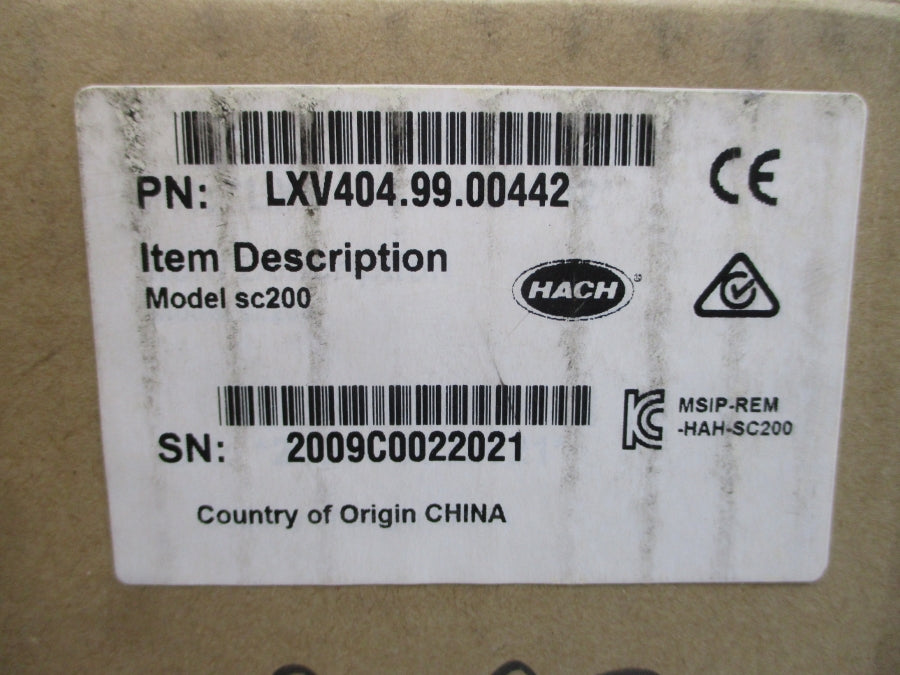 PN: LXV404.99.00442
CE
Item Description
Model sc200
HACH®
SN: 2009C0022021
KC MSIP-REM
-HAH-SC200
Country of Origin CHINA